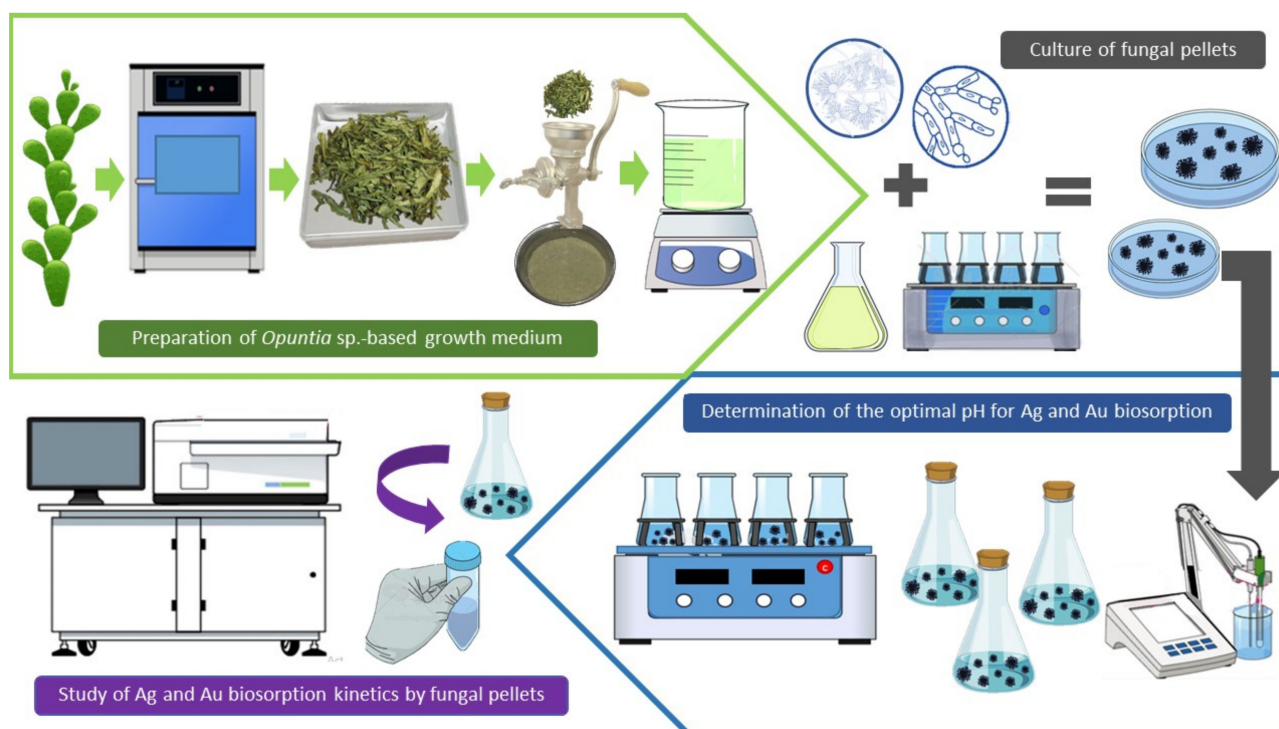 Culture of fungal pellets
Preparation of Opuntia sp.-based growth medium
Determination of the optimal pH for Ag and Au biosorption
C
Study of Ag and Au biosorption kinetics by fungal pellets